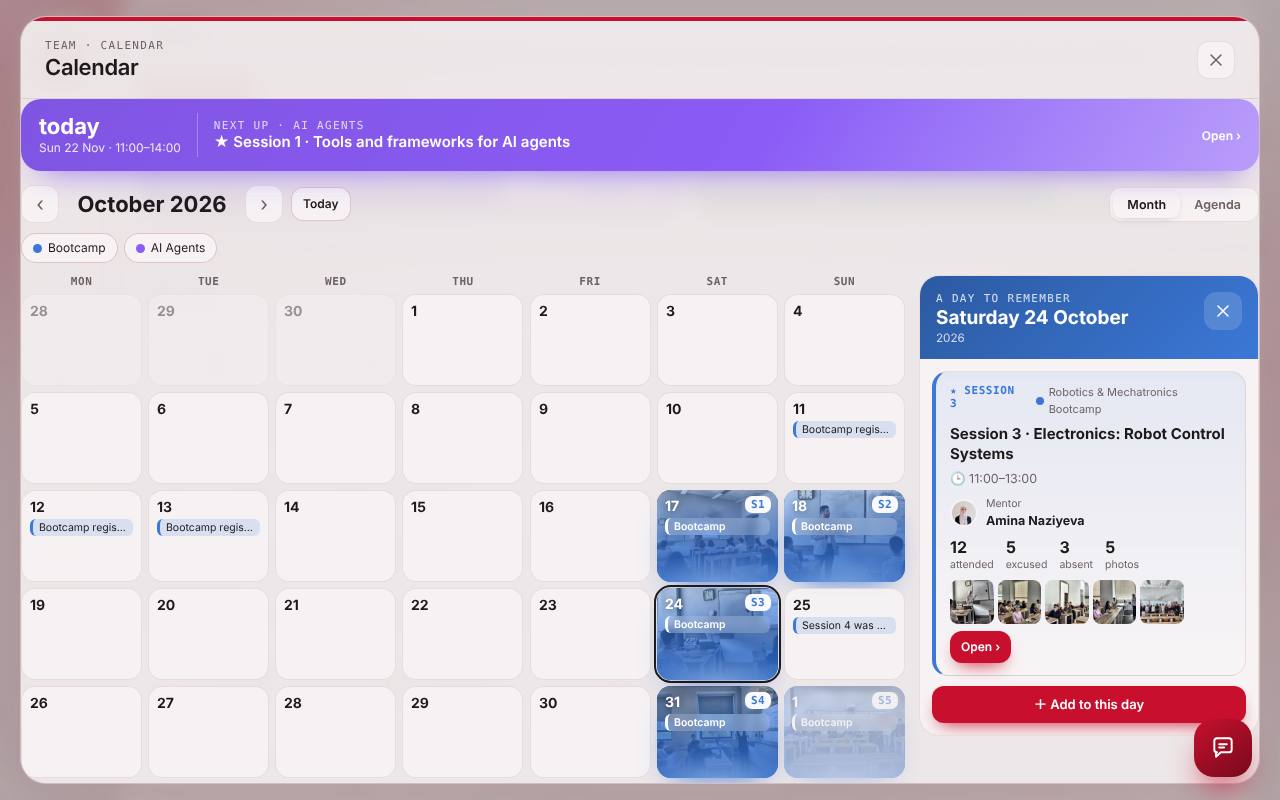 TEAM · CALENDAR
Calendar
today
Sun 22 Nov · 11:00–14:00
NEXT UP · AI AGENTS
★ Session 1 · Tools and frameworks for AI agents
Open ›
October 2026
Today
Month
Agenda
Bootcamp
AI Agents
MON TUE WED THU FRI SAT SUN
28 29 30 1 2 3 4
5 6 7 8 9 10 11
Bootcamp regis...
12 13 14 15 16 17 S1 18 S2
Bootcamp regis... Bootcamp regis... Bootcamp Bootcamp
19 20 21 22 23 24 S3 25
Bootcamp Session 4 was ...
26 27 28 29 30 31 S4 1 S5
Bootcamp Bootcamp
A DAY TO REMEMBER
Saturday 24 October
2026
★ SESSION 3
Robotics & Mechatronics
Bootcamp
Session 3 · Electronics: Robot Control
Systems
11:00–13:00
Mentor
Amina Naziyeva
12 5 3 5
attended excused absent photos
Open ›
+ Add to this day